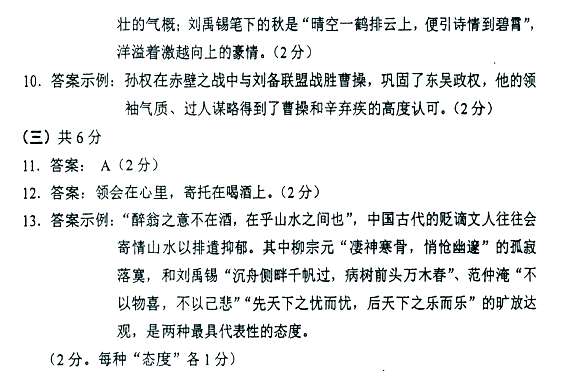 壮的气概；刘禹锡笔下的秋是“晴空一鹤排云上，便引诗情到碧霄”，
洋溢着激越向上的豪情。（2分）
10．答案示例：孙权在赤壁之战中与刘备联盟战胜曹操，巩固了东吴政权，他的领
袖气质、过人谋略得到了曹操和辛弃疾的高度认可。（2分）
（三）共6分
11．答案： A（2分）
12．答案：领会在心里，寄托在喝酒上。（2分）
13．答案示例：“醉翁之意不在酒，在乎山水之间也”，中国古代的贬谪文人往往会
寄情山水以排遣抑郁。其中柳宗元“凄神寒骨，悄怆幽邃”的孤寂
落寞，和刘禹锡“沉舟侧畔千帆过，病树前头万木春”、范仲淹“不
以物喜，不以己悲”“先天下之忧而忧，后天下之乐而乐”的旷放达
观，是两种最具代表性的态度。
（2分。每种“态度”各1分）